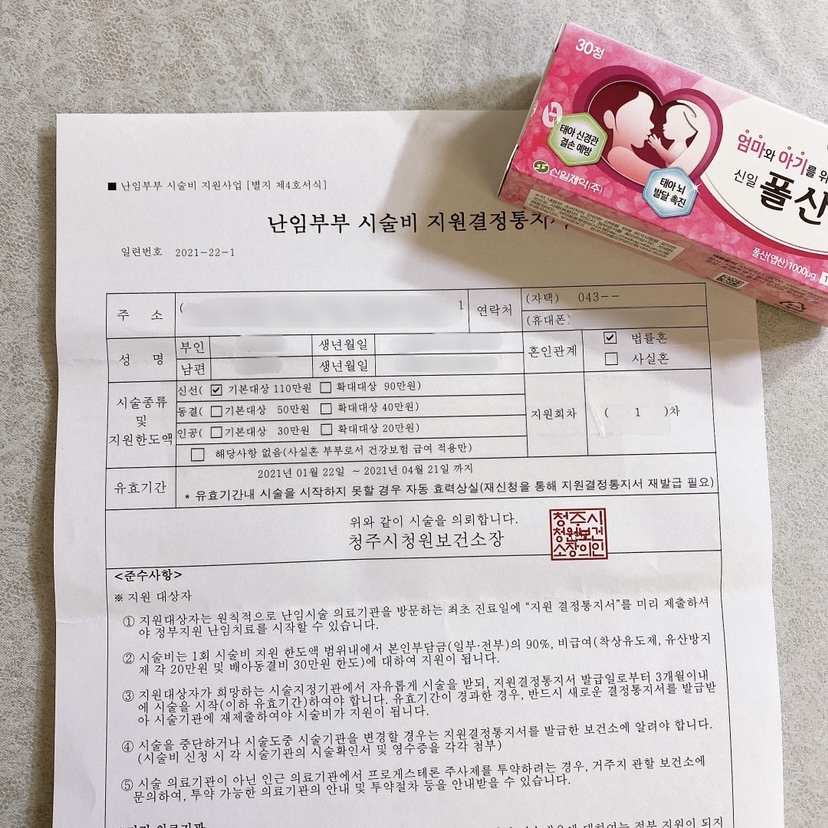 30정
태아 신경관
결손 예방
엄마와 아기를 위
신일제약(주)
태아 뇌
발달 촉진
신일 폴산
폴산(엽산)1000μg
■ 난임부부 시술비 지원사업 [별지 제4호서식]
난임부부 시술비 지원결정통지
일련번호 2021-22-1
주 소 ( 1 연락처 (자택) 043--
(휴대폰)
성 명 부인 생년월일 혼인관계 ☑ 법률혼
남편 생년월일 □ 사실혼
시술종류 및 지원한도액
신선( ☑ 기본대상 110만원 □ 확대대상 90만원)
동결( □ 기본대상 50만원 □ 확대대상 40만원)
인공( □ 기본대상 30만원 □ 확대대상 20만원)
□ 해당사항 없음(사실혼 부부로서 건강보험 급여 적용만)
지원회차 ( 1 )차
유효기간 2021년 01월 22일 ~ 2021년 04월 21일 까지
* 유효기간내 시술을 시작하지 못할 경우 자동 효력상실(재신청을 통해 지원결정통지서 재발급 필요)
위와 같이 시술을 의뢰합니다.
청주시청원보건소장
청주시
청원보건
소장의인
<준수사항>
※ 지원 대상자
① 지원대상자는 원칙적으로 난임시술 의료기관을 방문하는 최초 진료일에 “지원 결정통지서”를 미리 제출하셔
야 정부지원 난임치료를 시작할 수 있습니다.
② 시술비는 1회 시술비 지원 한도액 범위내에서 본인부담금(일부·전부)의 90%, 비급여(착상유도제, 유산방지
제 각 20만원 및 배아동결비 30만원 한도)에 대하여 지원이 됩니다.
③ 지원대상자가 희망하는 시술지정기관에서 자유롭게 시술을 받되, 지원결정통지서 발급일로부터 3개월이내
에 시술을 시작(이하 유효기간)하여야 합니다. 유효기간이 경과한 경우, 반드시 새로운 결정통지서를 발급받
아 시술기관에 재제출하여야 시술비가 지원이 됩니다.
④ 시술을 중단하거나 시술도중 시술기관을 변경할 경우는 지원결정통지서를 발급한 보건소에 알려야 합니다.
(시술비 신청 시 각 시술기관의 시술확인서 및 영수증을 각각 첨부)
⑤ 시술 의료기관이 아닌 인근 의료기관에서 프로게스테론 주사제를 투약하려는 경우, 거주지 관할 보건소에
문의하여, 투약 가능한 의료기관의 안내 및 투약절차 등을 안내받을 수 있습니다.